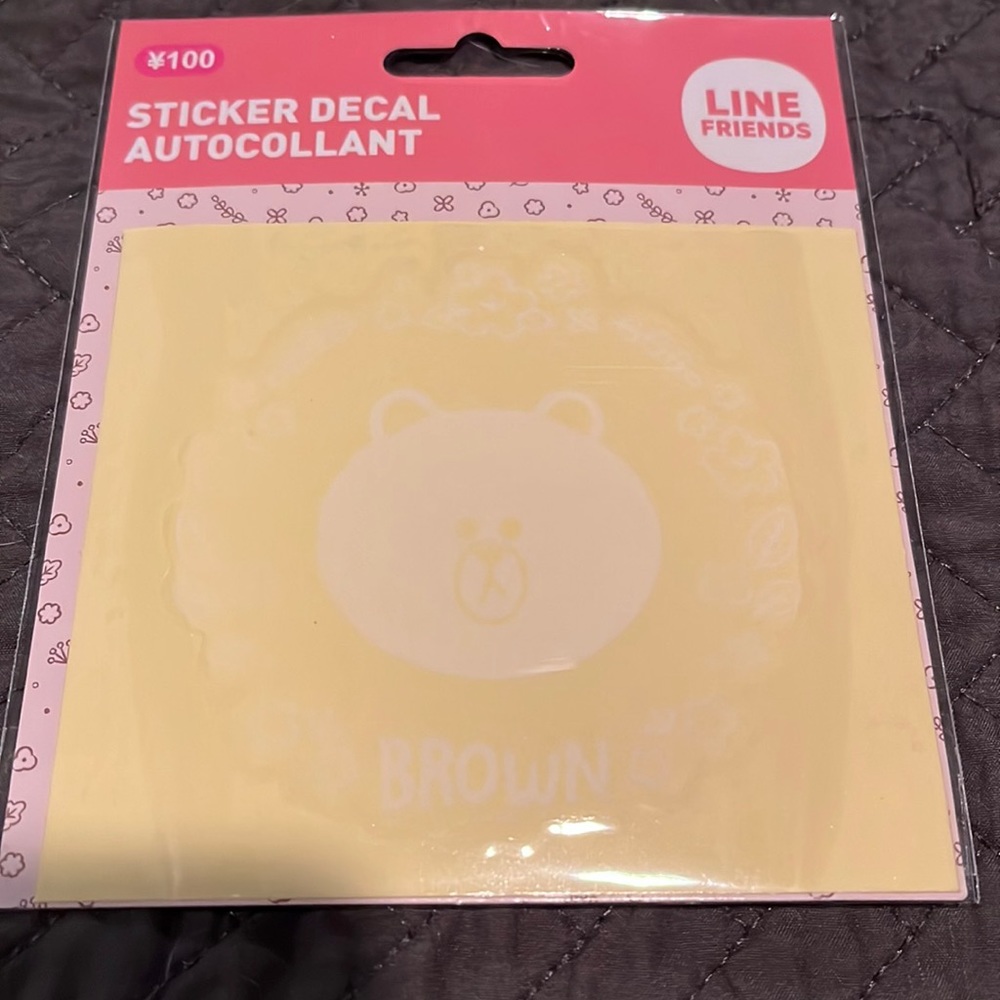 ¥100
STICKER DECAL
AUTOCOLLANT
LINE
FRIENDS
BROWN